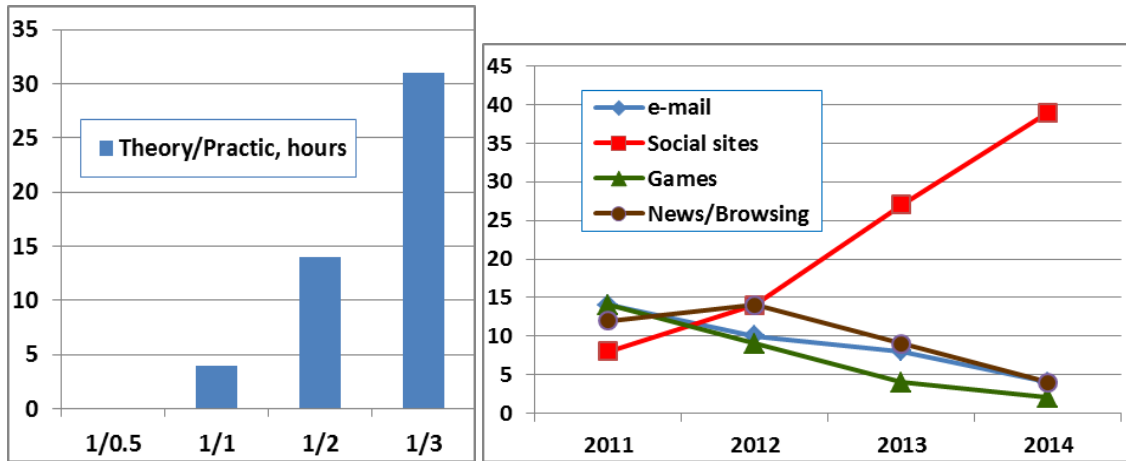 35
30
25
20
15
10
5
0
Theory/Practic, hours
1/0.5 1/1 1/2 1/3
45
40
35
30
25
20
15
10
5
0
e-mail
Social sites
Games
News/Browsing
2011 2012 2013 2014